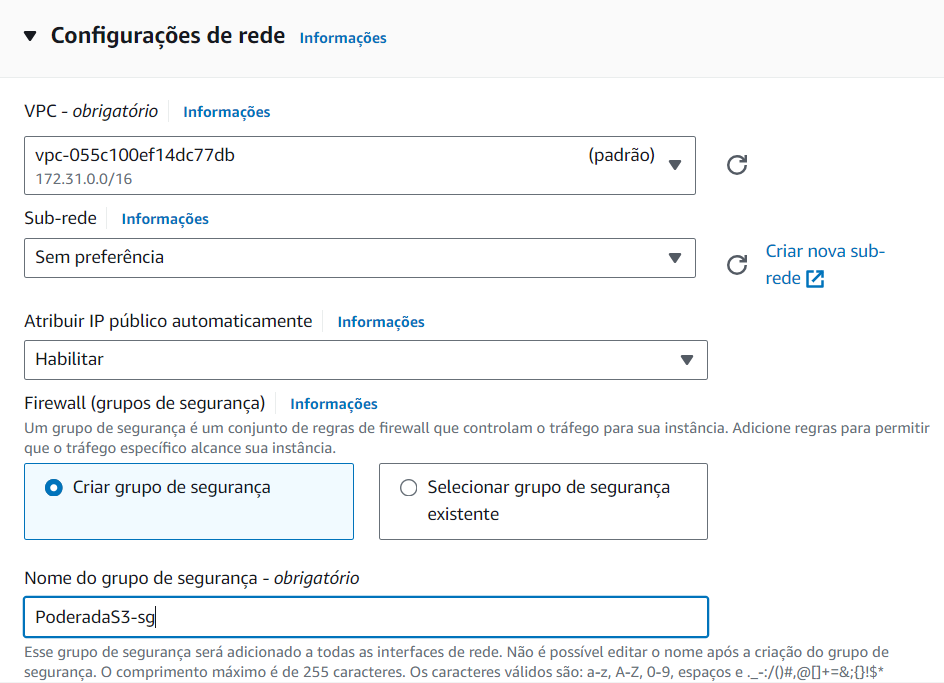 Configurações de rede Informações
VPC - obrigatório Informações
vpc-055c100ef14dc77db (padrão)
172.31.0.0/16
Sub-rede Informações
Sem preferência
Criar nova sub-
rede
Atribuir IP público automaticamente Informações
Habilitar
Firewall (grupos de segurança) Informações
Um grupo de segurança é um conjunto de regras de firewall que controlam o tráfego para sua instância. Adicione regras para permitir
que o tráfego específico alcance sua instância.
Criar grupo de segurança
Selecionar grupo de segurança
existente
Nome do grupo de segurança - obrigatório
PoderadaS3-sg
Esse grupo de segurança será adicionado a todas as interfaces de rede. Não é possível editar o nome após a criação do grupo de
segurança. O comprimento máximo é de 255 caracteres. Os caracteres válidos são: a-z, A-Z, 0-9, espaços e ._-:/()#,@[]+=&;{}!$*